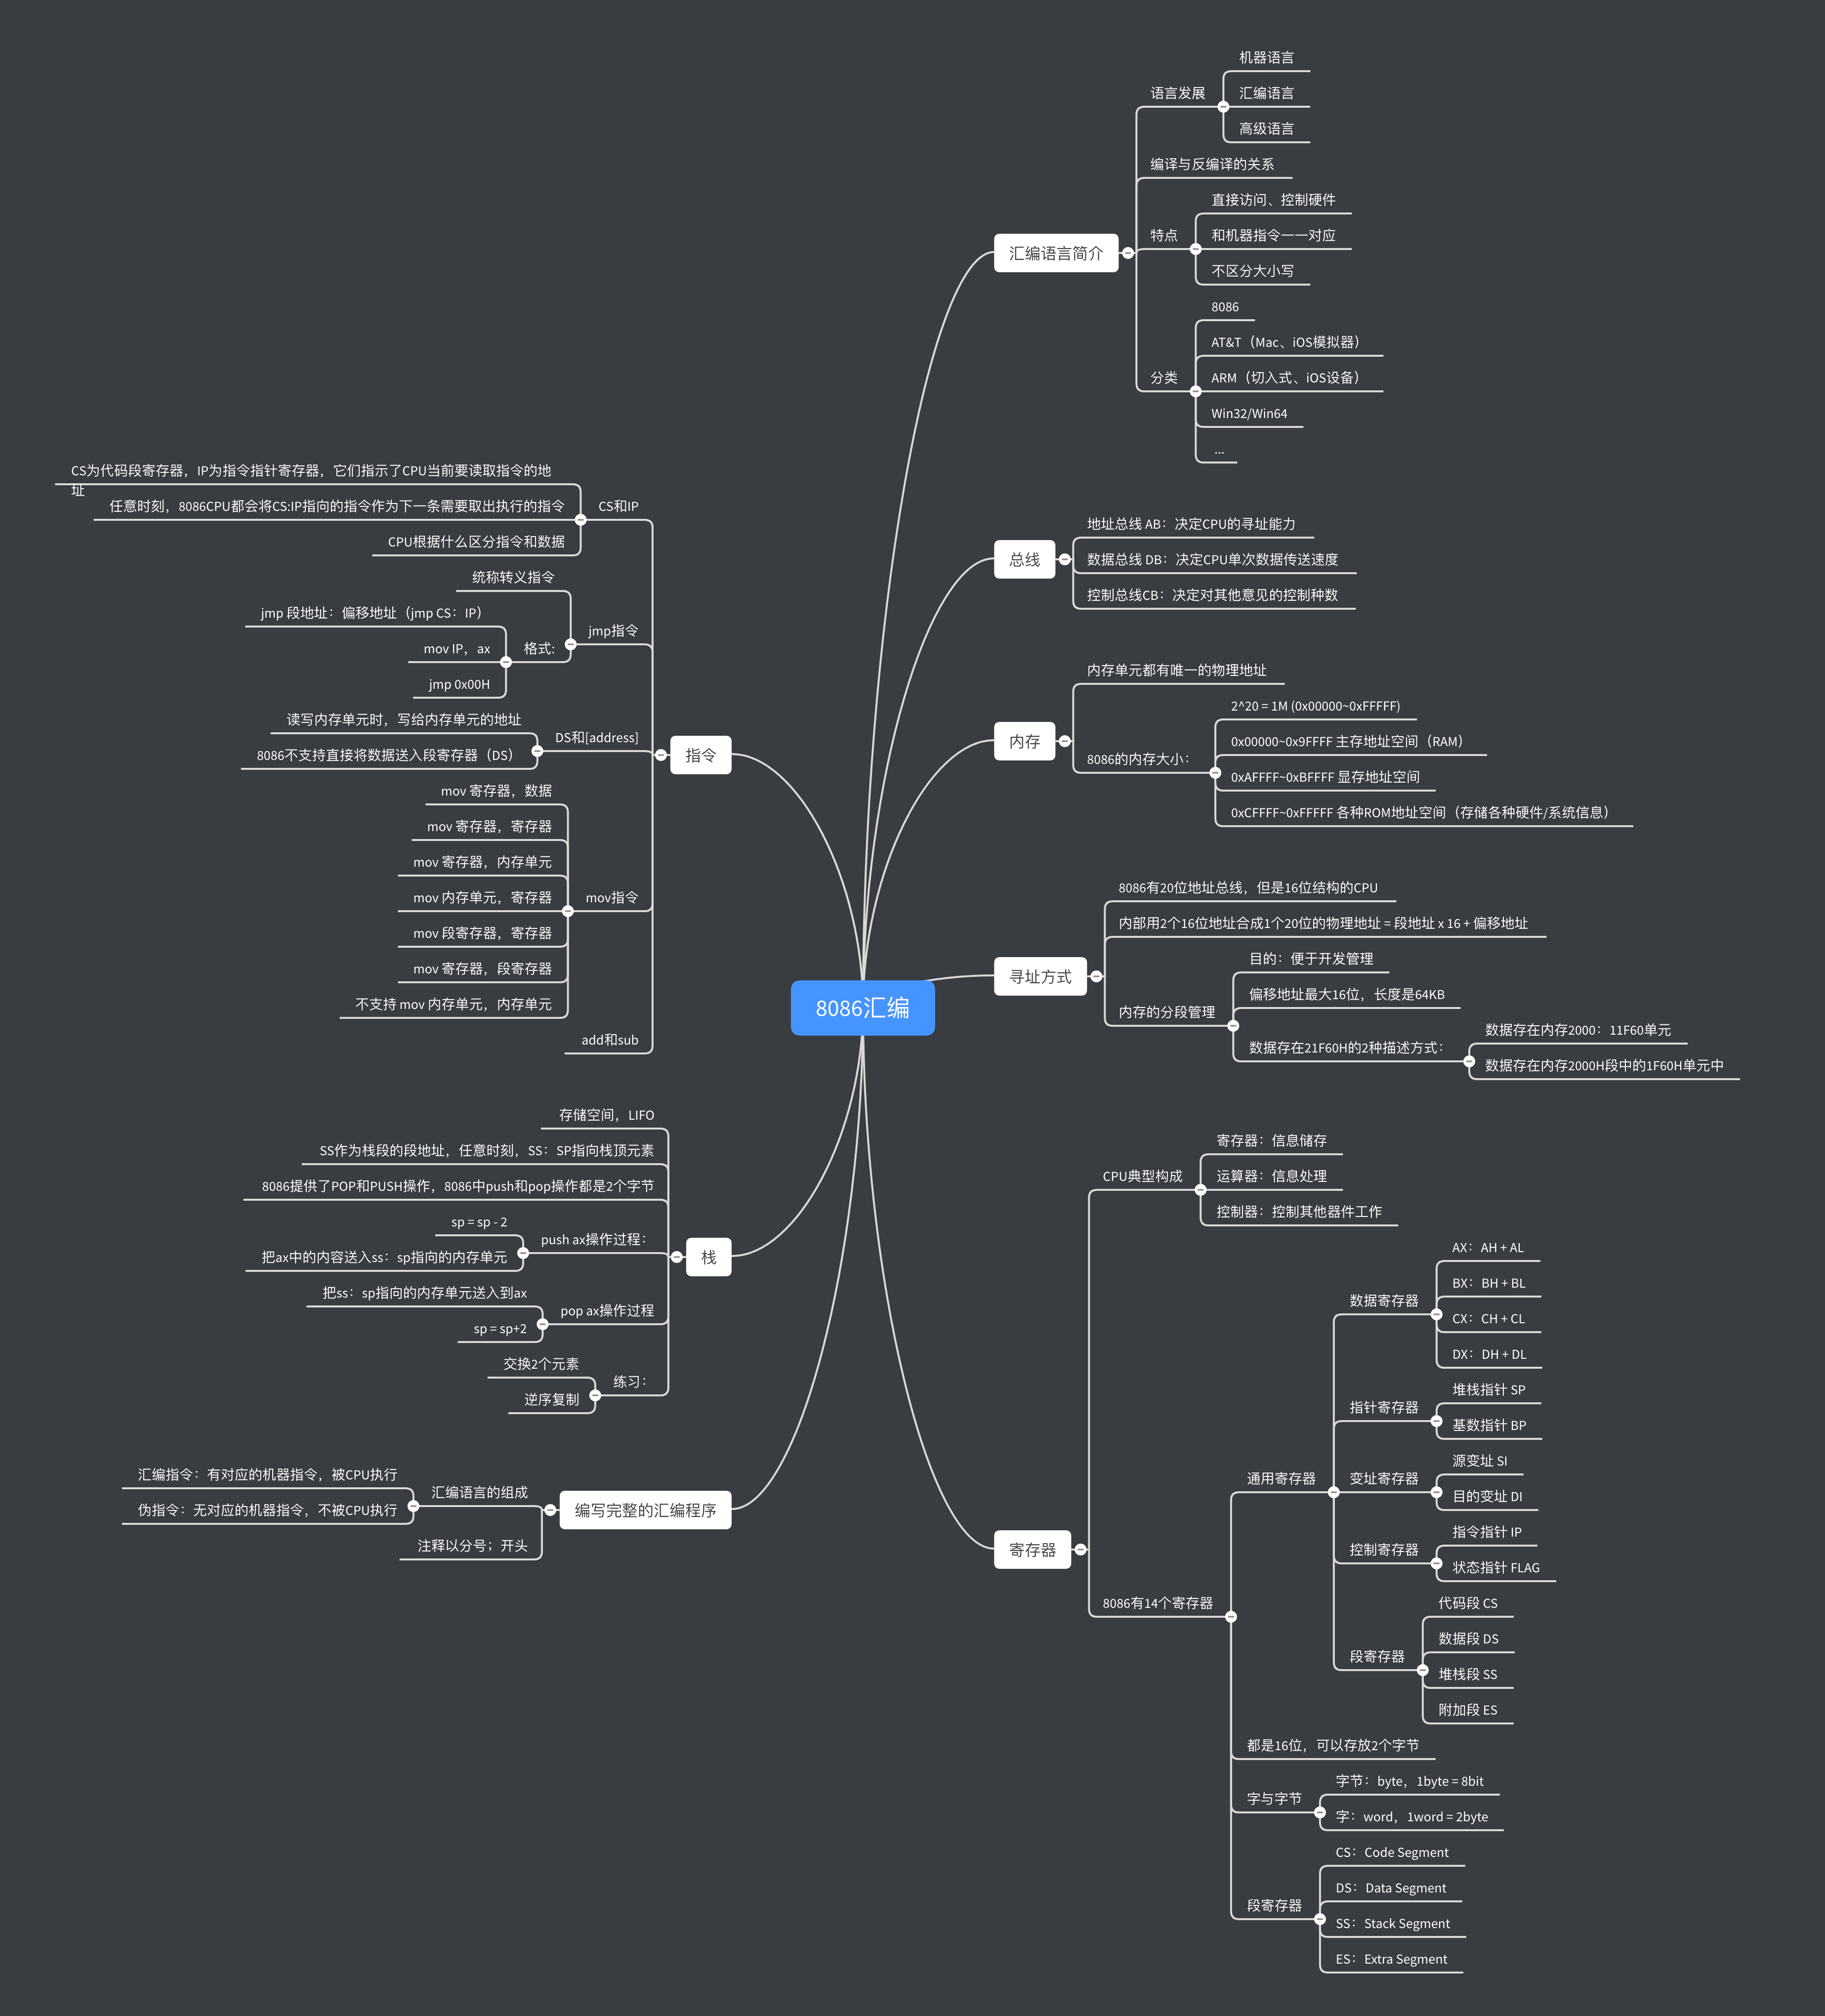 8086汇编
汇编语言简介
语言发展
机器语言
汇编语言
高级语言
编译与反编译的关系
特点
直接访问、控制硬件
和机器指令一一对应
不区分大小写
分类
8086
AT&T（Mac、iOS模拟器）
ARM（切入式、iOS设备）
Win32/Win64
...
总线
地址总线 AB：决定CPU的寻址能力
数据总线 DB：决定CPU单次数据传送速度
控制总线CB：决定对其他意见的控制种数
内存
内存单元都有唯一的物理地址
8086的内存大小：
2^20 = 1M (0x00000~0xFFFFF)
0x00000~0x9FFFF 主存地址空间（RAM）
0xAFFFF~0xBFFFF 显存地址空间
0xCFFFF~0xFFFFF 各种ROM地址空间（存储各种硬件/系统信息）
寻址方式
8086有20位地址总线，但是16位结构的CPU
内部用2个16位地址合成1个20位的物理地址 = 段地址 x 16 + 偏移地址
内存的分段管理
目的：便于开发管理
偏移地址最大16位，长度是64KB
数据存在21F60H的2种描述方式：
数据存在内存2000：11F60单元
数据存在内存2000H段中的1F60H单元中
寄存器
CPU典型构成
寄存器：信息储存
运算器：信息处理
控制器：控制其他器件工作
8086有14个寄存器
通用寄存器
数据寄存器
AX：AH + AL
BX：BH + BL
CX：CH + CL
DX：DH + DL
指针寄存器
堆栈指针 SP
基数指针 BP
变址寄存器
源变址 SI
目的变址 DI
控制寄存器
指令指针 IP
状态指针 FLAG
段寄存器
代码段 CS
数据段 DS
堆栈段 SS
附加段 ES
都是16位，可以存放2个字节
字与字节
字节：byte，1byte = 8bit
字：word，1word = 2byte
段寄存器
CS：Code Segment
DS：Data Segment
SS：Stack Segment
ES：Extra Segment
指令
CS和IP
CS为代码段寄存器，IP为指令指针寄存器，它们指示了CPU当前要读取指令的地
址
任意时刻，8086CPU都会将CS:IP指向的指令作为下一条需要取出执行的指令
CPU根据什么区分指令和数据
jmp指令
统称转义指令
格式:
jmp 段地址：偏移地址（jmp CS：IP）
mov IP，ax
jmp 0x00H
DS和[address]
读写内存单元时，写给内存单元的地址
8086不支持直接将数据送入段寄存器（DS）
mov指令
mov 寄存器，数据
mov 寄存器，寄存器
mov 寄存器，内存单元
mov 内存单元，寄存器
mov 段寄存器，寄存器
mov 寄存器，段寄存器
不支持 mov 内存单元，内存单元
add和sub
栈
存储空间，LIFO
SS作为栈段的段地址，任意时刻，SS：SP指向栈顶元素
8086提供了POP和PUSH操作，8086中push和pop操作都是2个字节
push ax操作过程：
sp = sp - 2
把ax中的内容送入ss：sp指向的内存单元
pop ax操作过程
把ss：sp指向的内存单元送入到ax
sp = sp+2
练习：
交换2个元素
逆序复制
编写完整的汇编程序
汇编语言的组成
汇编指令：有对应的机器指令，被CPU执行
伪指令：无对应的机器指令，不被CPU执行
注释以分号；开头